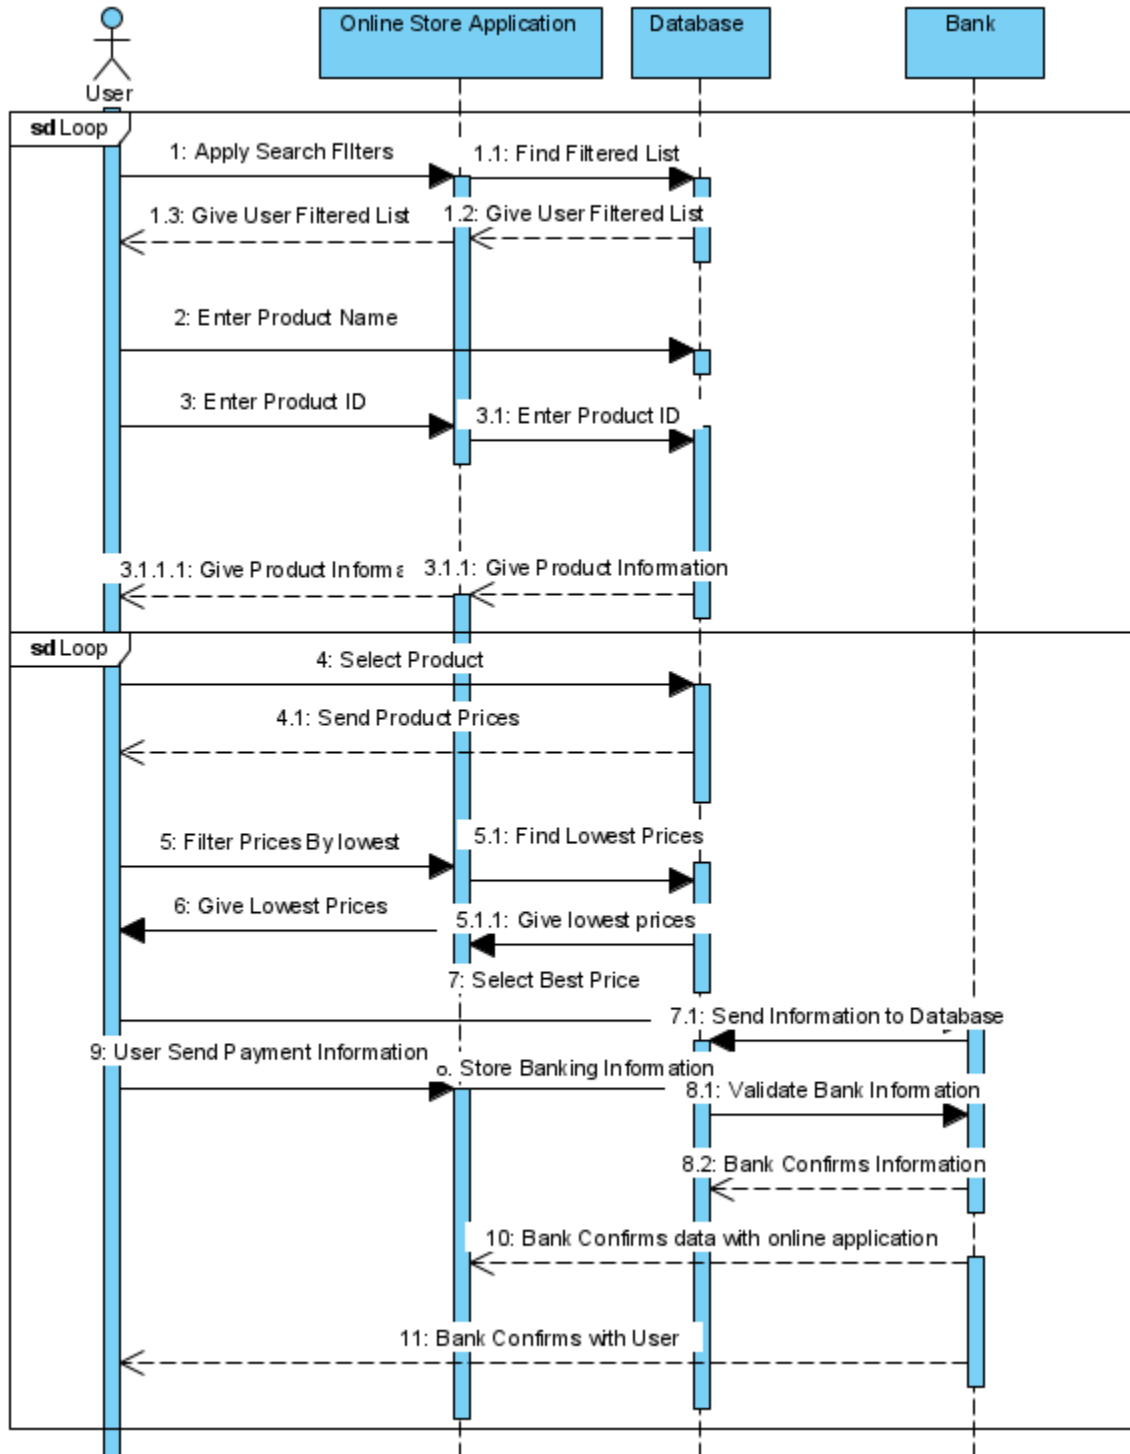 Online Store Application
Database
Bank
User
sd Loop
1: Apply Search FIlters
1.1: Find Filtered List
1.3: Give User Filtered List
1.2: Give User Filtered List
2: Enter Product Name
3: Enter Product ID
3.1: Enter Product ID
3.1.1.1: Give Product Informa
3.1.1: Give Product Information
sd Loop
4: Select Product
4.1: Send Product Prices
5: Filter Prices By lowest
5.1: Find Lowest Prices
6: Give Lowest Prices
5.1.1: Give lowest prices
7: Select Best Price
7.1: Send Information to Database
9: User Send Payment Information
Store Banking Information
8.1: Validate Bank Information
8.2: Bank Confirms Information
10: Bank Confirms data with online application
11: Bank Confirms with User